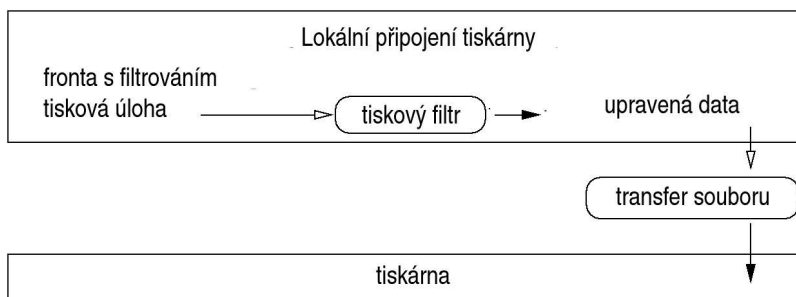 Lokální připojení tiskárny
fronta s filtrováním
tisková úloha
tiskový filtr
upravená data
transfer souboru
tiskárna